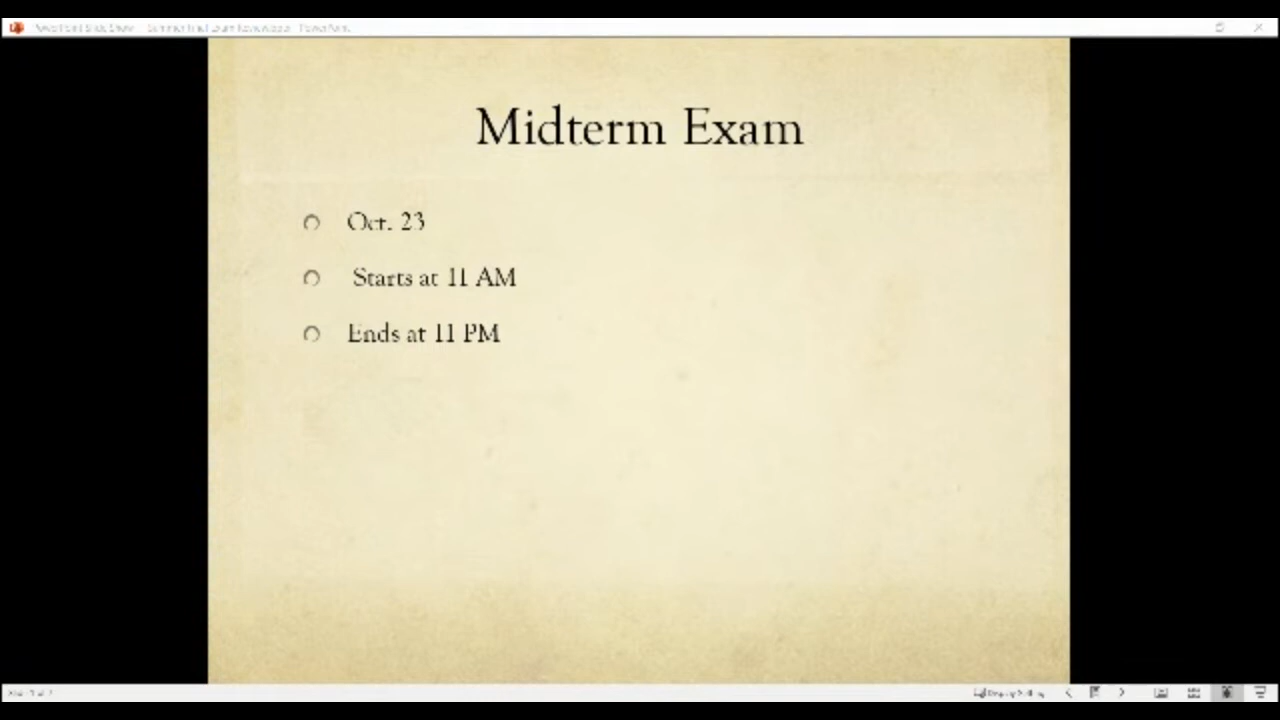 Midterm Exam
Oct. 23
Starts at 11 AM
Ends at 11 PM